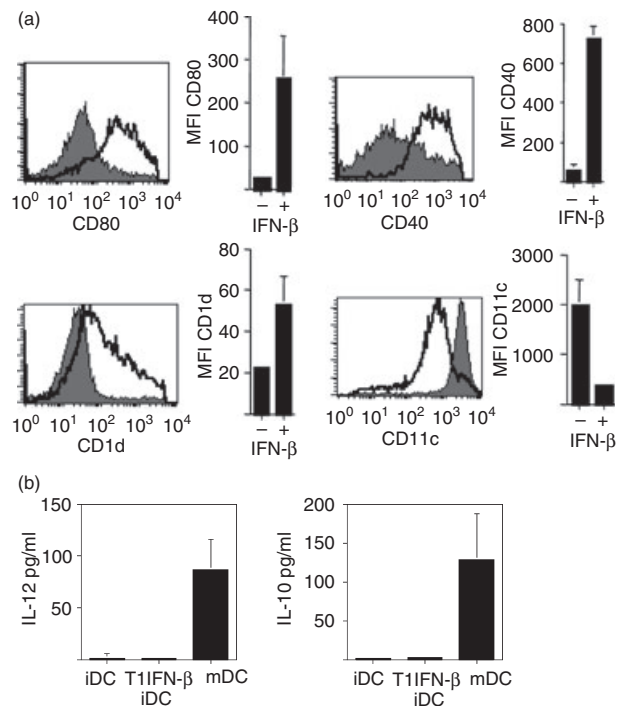 (a)
400
300
200
100
MFI CD80
10⁰ 10¹ 10² 10³ 10⁴
CD80
− +
IFN-β
800
600
400
200
MFI CD40
10⁰ 10¹ 10² 10³ 10⁴
CD40
− +
IFN-β
80
60
40
20
MFI CD1d
10⁰ 10¹ 10² 10³ 10⁴
CD1d
− +
IFN-β
3000
2000
1000
MFI CD11c
10⁰ 10¹ 10² 10³ 10⁴
CD11c
− +
IFN-β
(b)
150
100
50
IL-12 pg/ml
iDC T1IFN-β mDC
iDC
200
150
100
50
IL-10 pg/ml
iDC T1IFN-β mDC
iDC